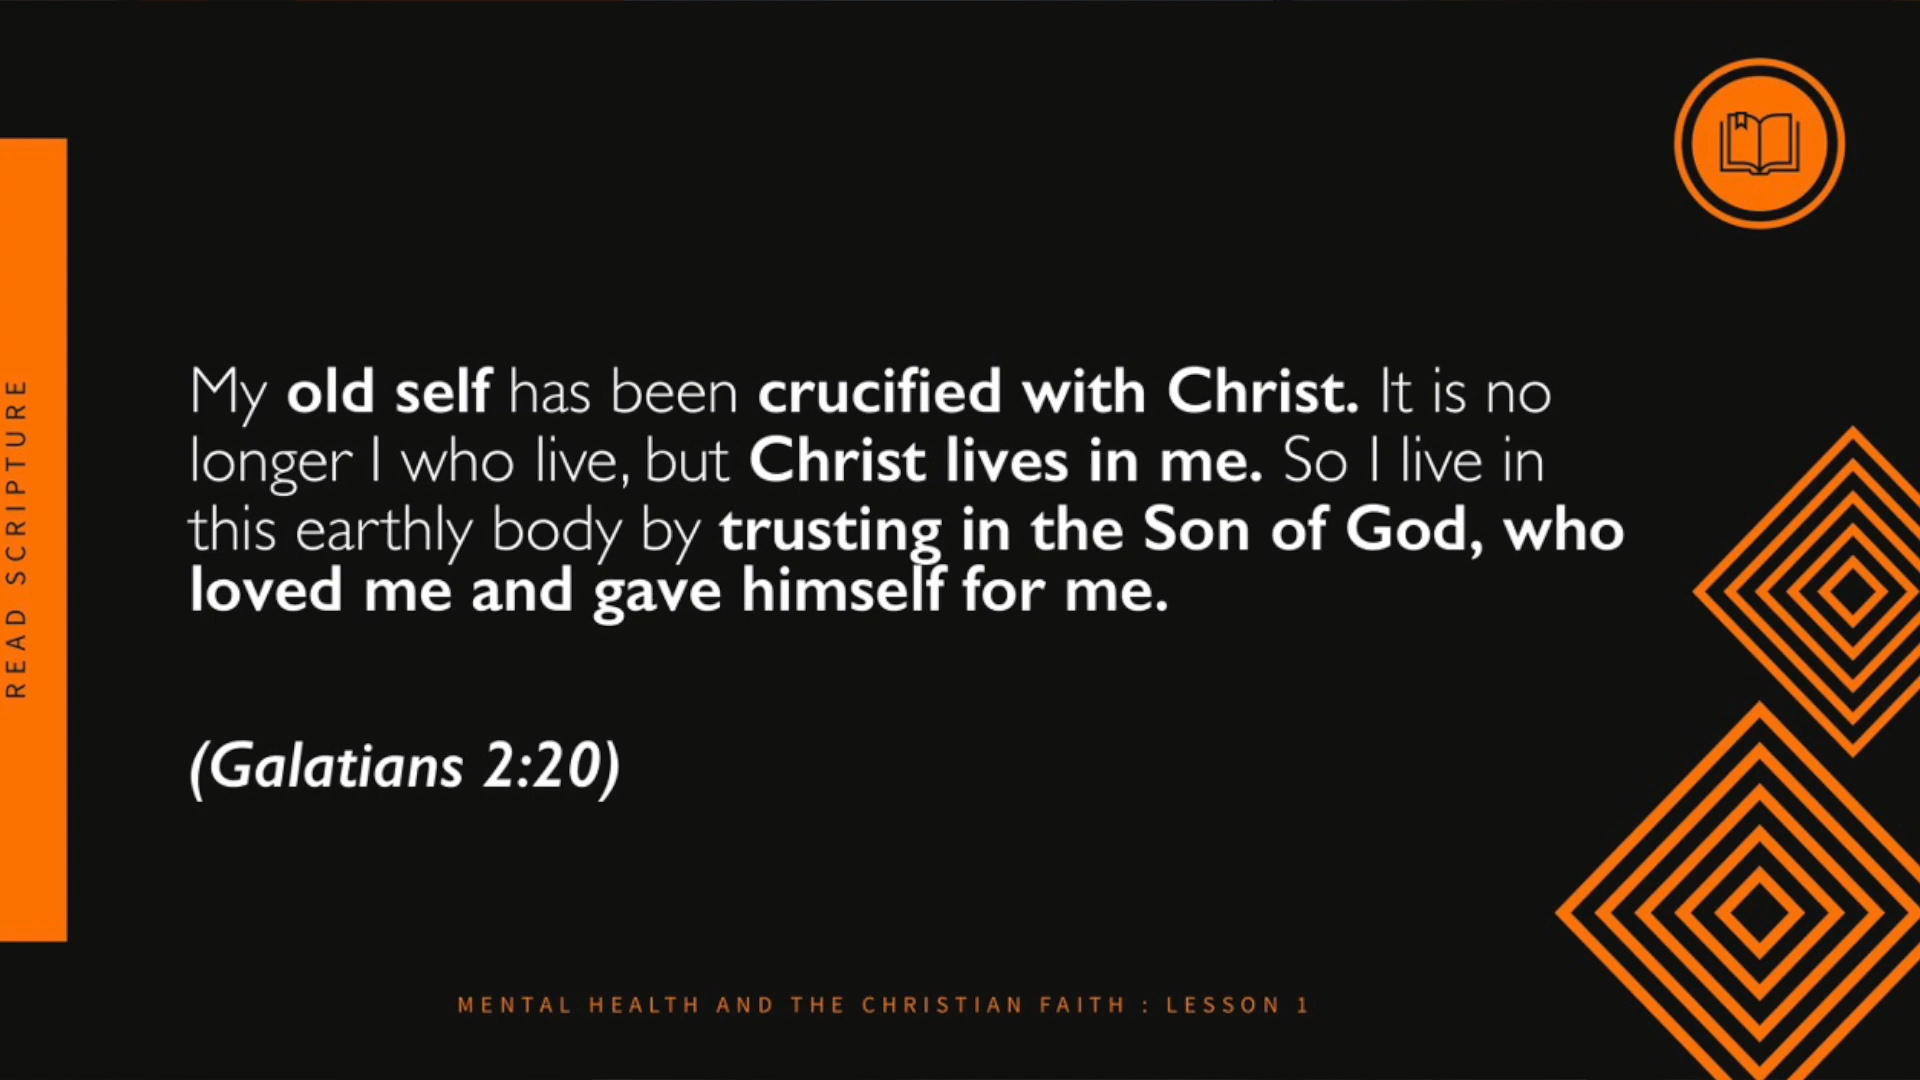 READ SCRIPTURE
My old self has been crucified with Christ. It is no
longer I who live, but Christ lives in me. So I live in
this earthly body by trusting in the Son of God, who
loved me and gave himself for me.
(Galatians 2:20)
MENTAL HEALTH AND THE CHRISTIAN FAITH : LESSON 1